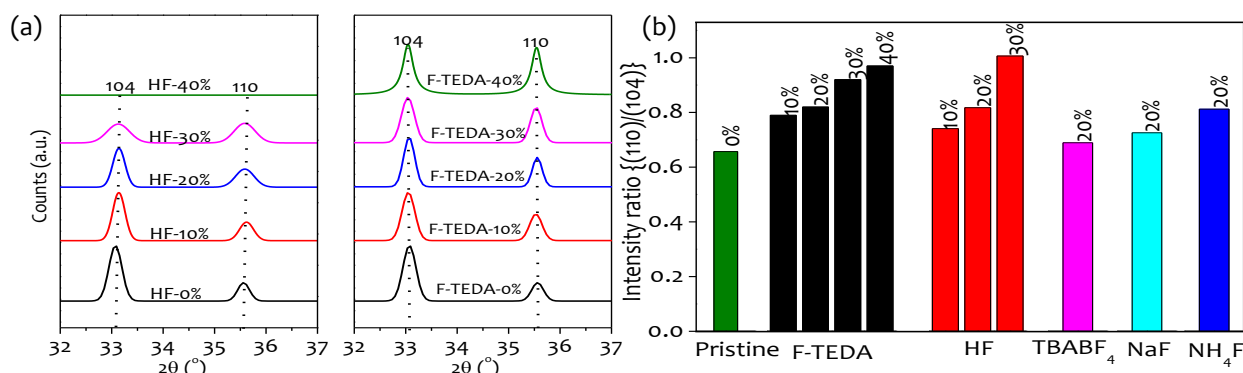 (a)
Counts (a.u.)
104
HF-40%
110
HF-30%
HF-20%
HF-10%
HF-0%
32 33 34 35 36 37
2θ (°)
104
110
F-TEDA-40%
F-TEDA-30%
F-TEDA-20%
F-TEDA-10%
F-TEDA-0%
32 33 34 35 36 37
2θ (°)
(b)
Intensity ratio {(110)/(104)}
1.0
0.8
0.6
0.4
0.2
0.0
0%
10%
20%
30%
40%
10%
20%
30%
20%
20%
20%
Pristine F-TEDA HF TBABF₄ NaF NH₄F